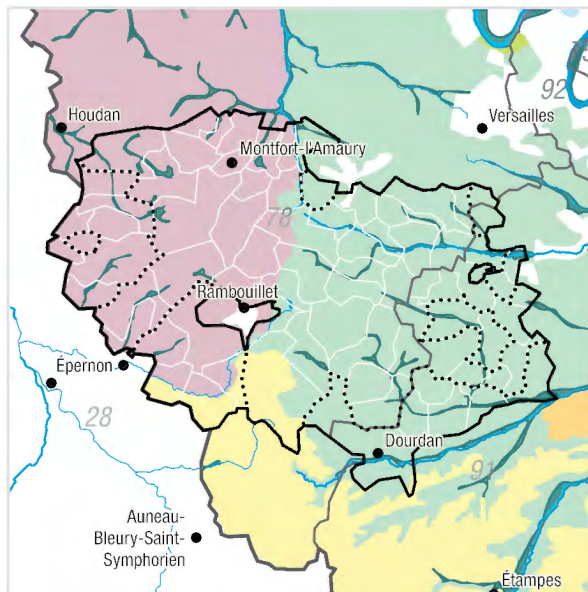 92
Houdan
Versailles
Montfort-l'Amaury
78
Rambouillet
Épernon
28
Dourdan
91
Auneau-
Bleury-Saint-
Symphorien
Étampes